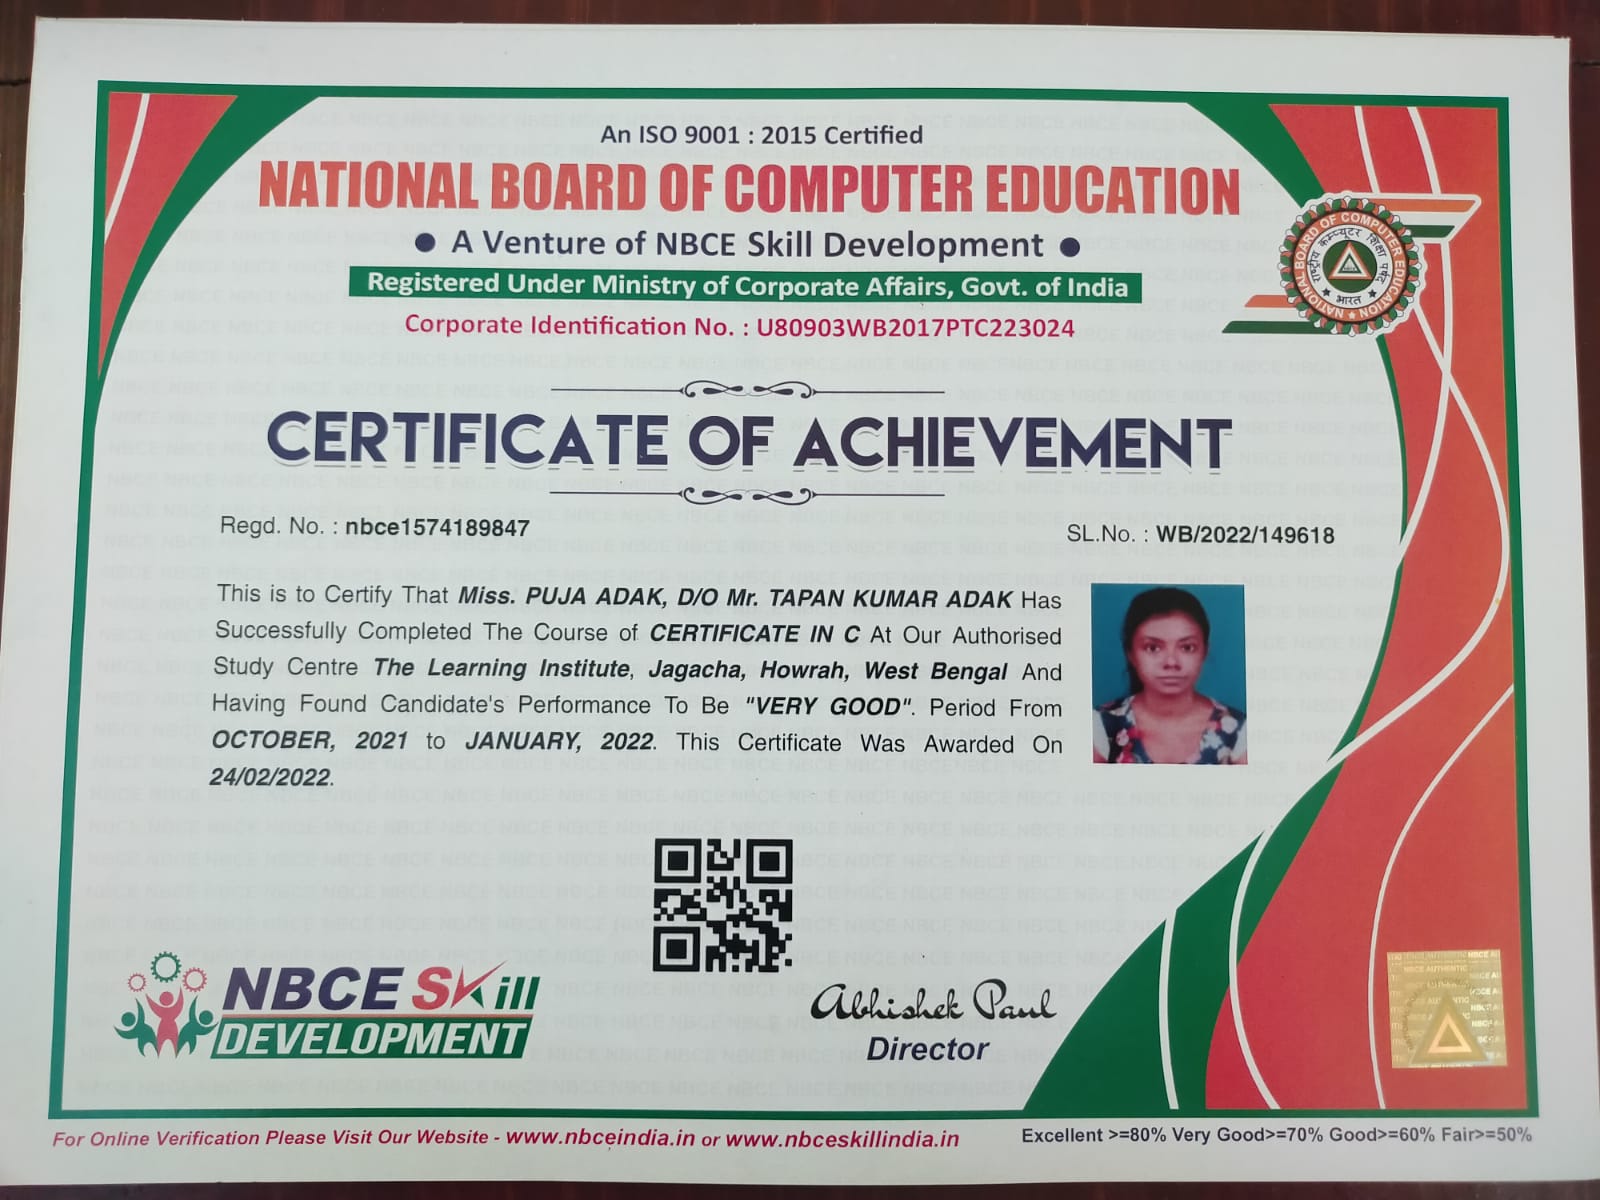 An ISO 9001 : 2015 Certified
NATIONAL BOARD OF COMPUTER EDUCATION
● A Venture of NBCE Skill Development ●
Registered Under Ministry of Corporate Affairs, Govt. of India
Corporate Identification No. : U80903WB2017PTC223024
NATIONAL BOARD OF COMPUTER EDUCATION
राष्ट्रीय कम्प्यूटर शिक्षा पर्षद
भारत
CERTIFICATE OF ACHIEVEMENT
Regd. No. : nbce1574189847
SL.No. : WB/2022/149618
This is to Certify That Miss. PUJA ADAK, D/O Mr. TAPAN KUMAR ADAK Has
Successfully Completed The Course of CERTIFICATE IN C At Our Authorised
Study Centre The Learning Institute, Jagacha, Howrah, West Bengal And
Having Found Candidate's Performance To Be "VERY GOOD". Period From
OCTOBER, 2021 to JANUARY, 2022. This Certificate Was Awarded On
24/02/2022.
NBCE Skill
DEVELOPMENT
Abhishek Paul
Director
NBCE AUTHENTIC
For Online Verification Please Visit Our Website - www.nbceindia.in or www.nbceskillindia.in
Excellent >=80% Very Good>=70% Good>=60% Fair>=50%